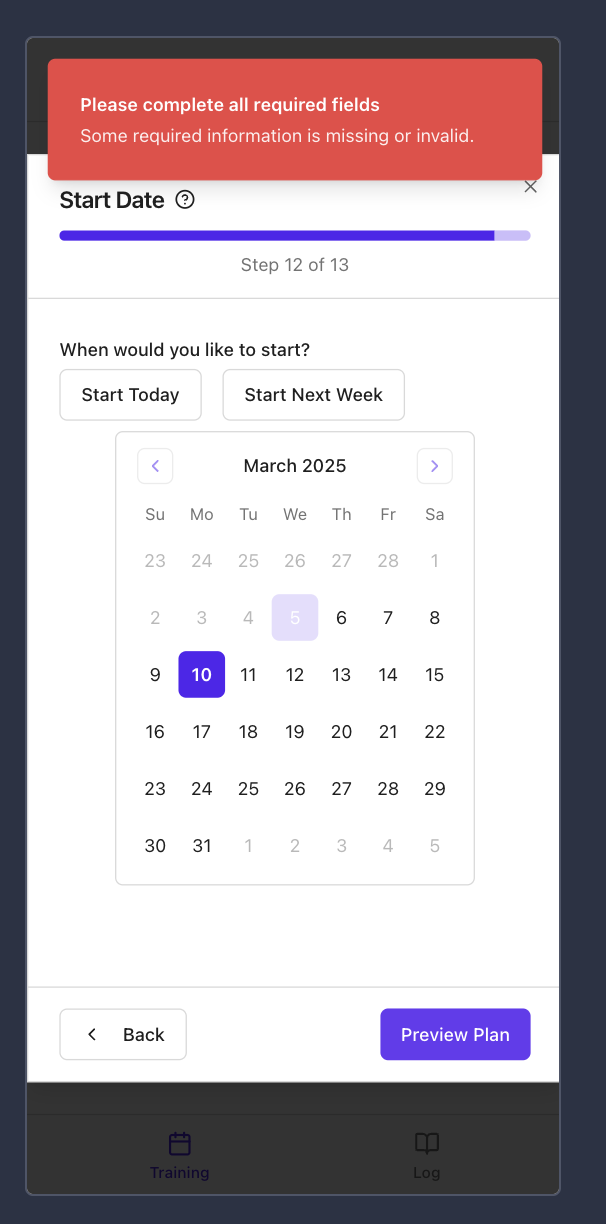 Please complete all required fields
Some required information is missing or invalid.
Start Date
Step 12 of 13
When would you like to start?
Start Today Start Next Week
March 2025
Su Mo Tu We Th Fr Sa
23 24 25 26 27 28 1
2 3 4 5 6 7 8
9 10 11 12 13 14 15
16 17 18 19 20 21 22
23 24 25 26 27 28 29
30 31 1 2 3 4 5
Back Preview Plan
Training Log